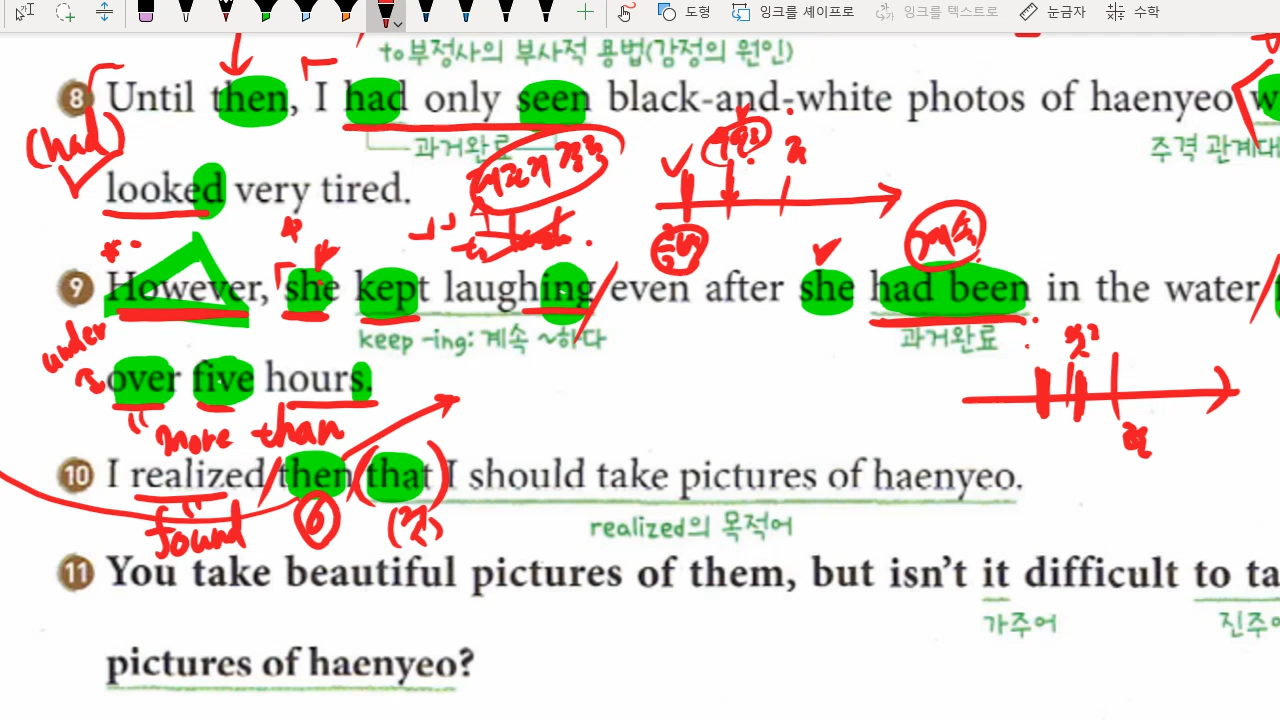 도형 잉크를 셰이프로 잉크를 텍스트로 눈금자 수학
to부정사의 부사적 용법(감정의 원인)
8 Until then, I had only seen black-and-white photos of haenyeo w
(had)
과거완료
주격 관계대
looked very tired.
계속
9 However, she kept laughing even after she had been in the water
keep -ing: 계속 ~하다
과거완료
under
over five hours.
more than
10 I realized then that I should take pictures of haenyeo.
found
(것)
realized의 목적어
11 You take beautiful pictures of them, but isn't it difficult to ta
가주어
진주어
pictures of haenyeo?